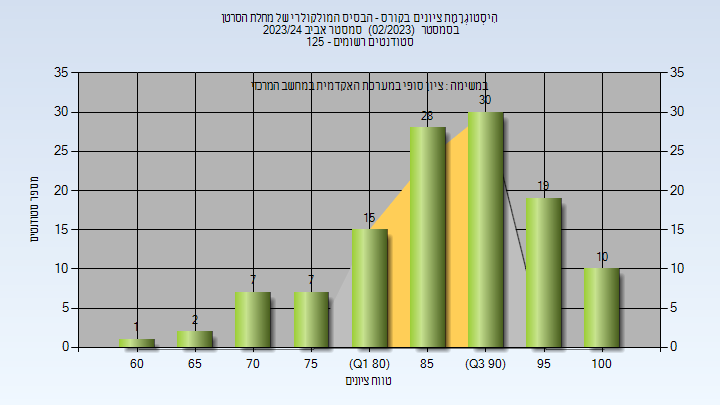 היסטוגרמת ציונים בקורס - הבסיס המולקולרי של מחלת הסרטן
בסמסטר (02/2023) סמסטר אביב 2023/24
סטודנטים רשומים - 125
במשימה : ציון סופי במערכת האקדמית במחשב המרכזי
מספר סטודנטים
35 35
30 30
25 25
20 20
15 15
10 10
5 5
0 0
1 2 7 7 15 28 30 19 10
60 65 70 75 (Q1 80) 85 (Q3 90) 95 100
טווח ציונים